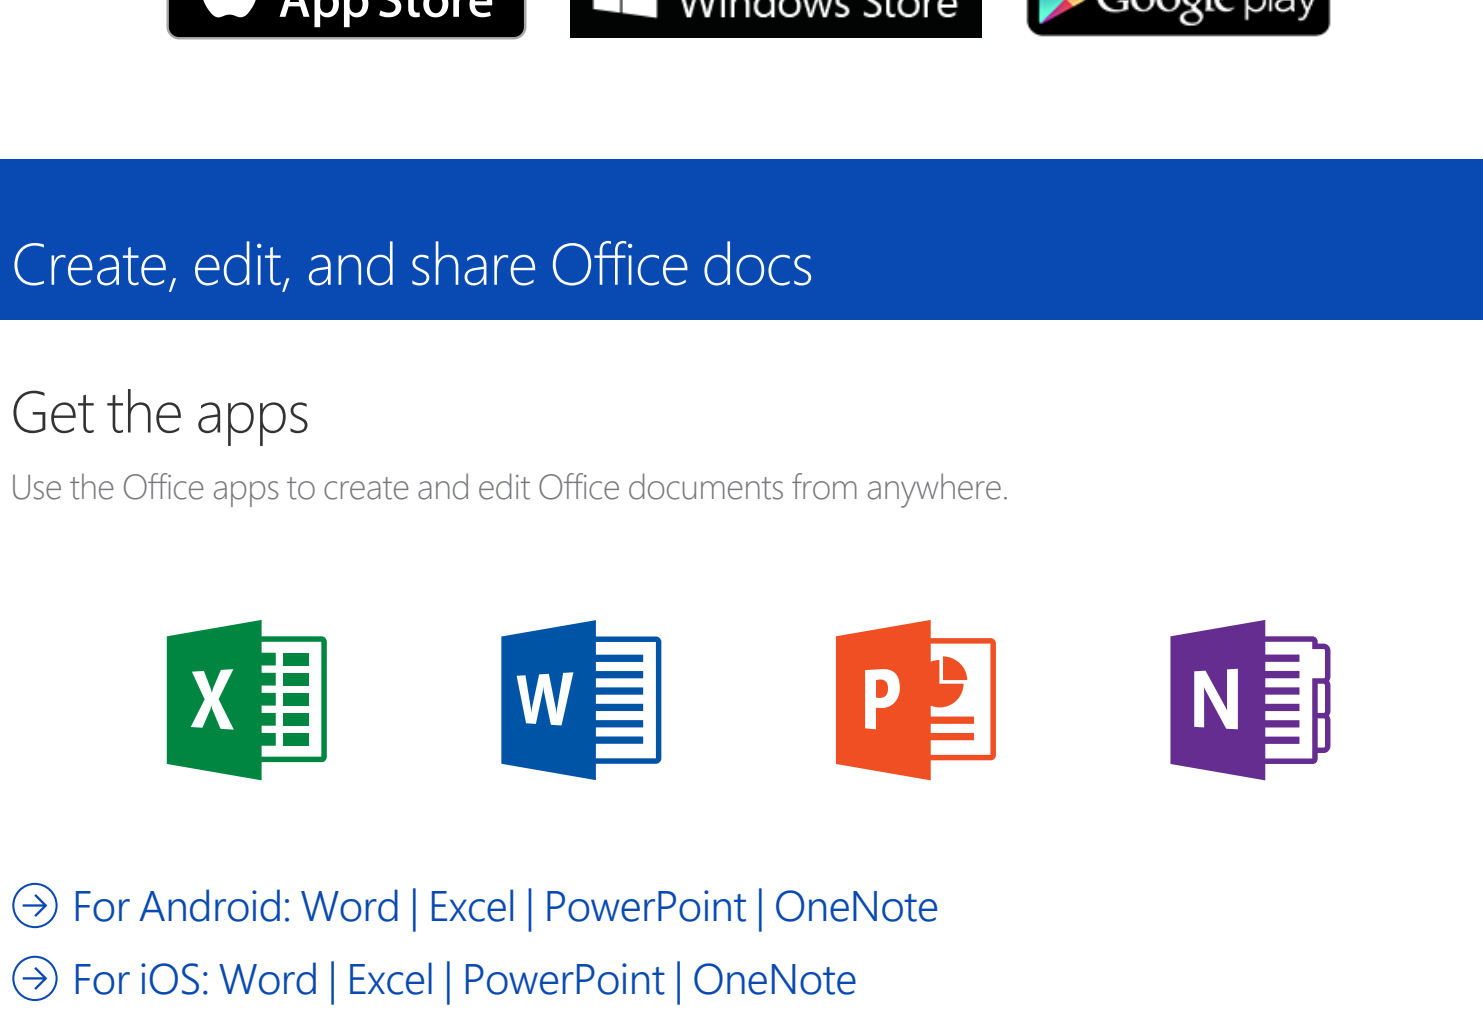 App Store
Windows Store
Google play
Create, edit, and share Office docs
Get the apps
Use the Office apps to create and edit Office documents from anywhere.
X
W
P
N
For Android: Word | Excel | PowerPoint | OneNote
For iOS: Word | Excel | PowerPoint | OneNote